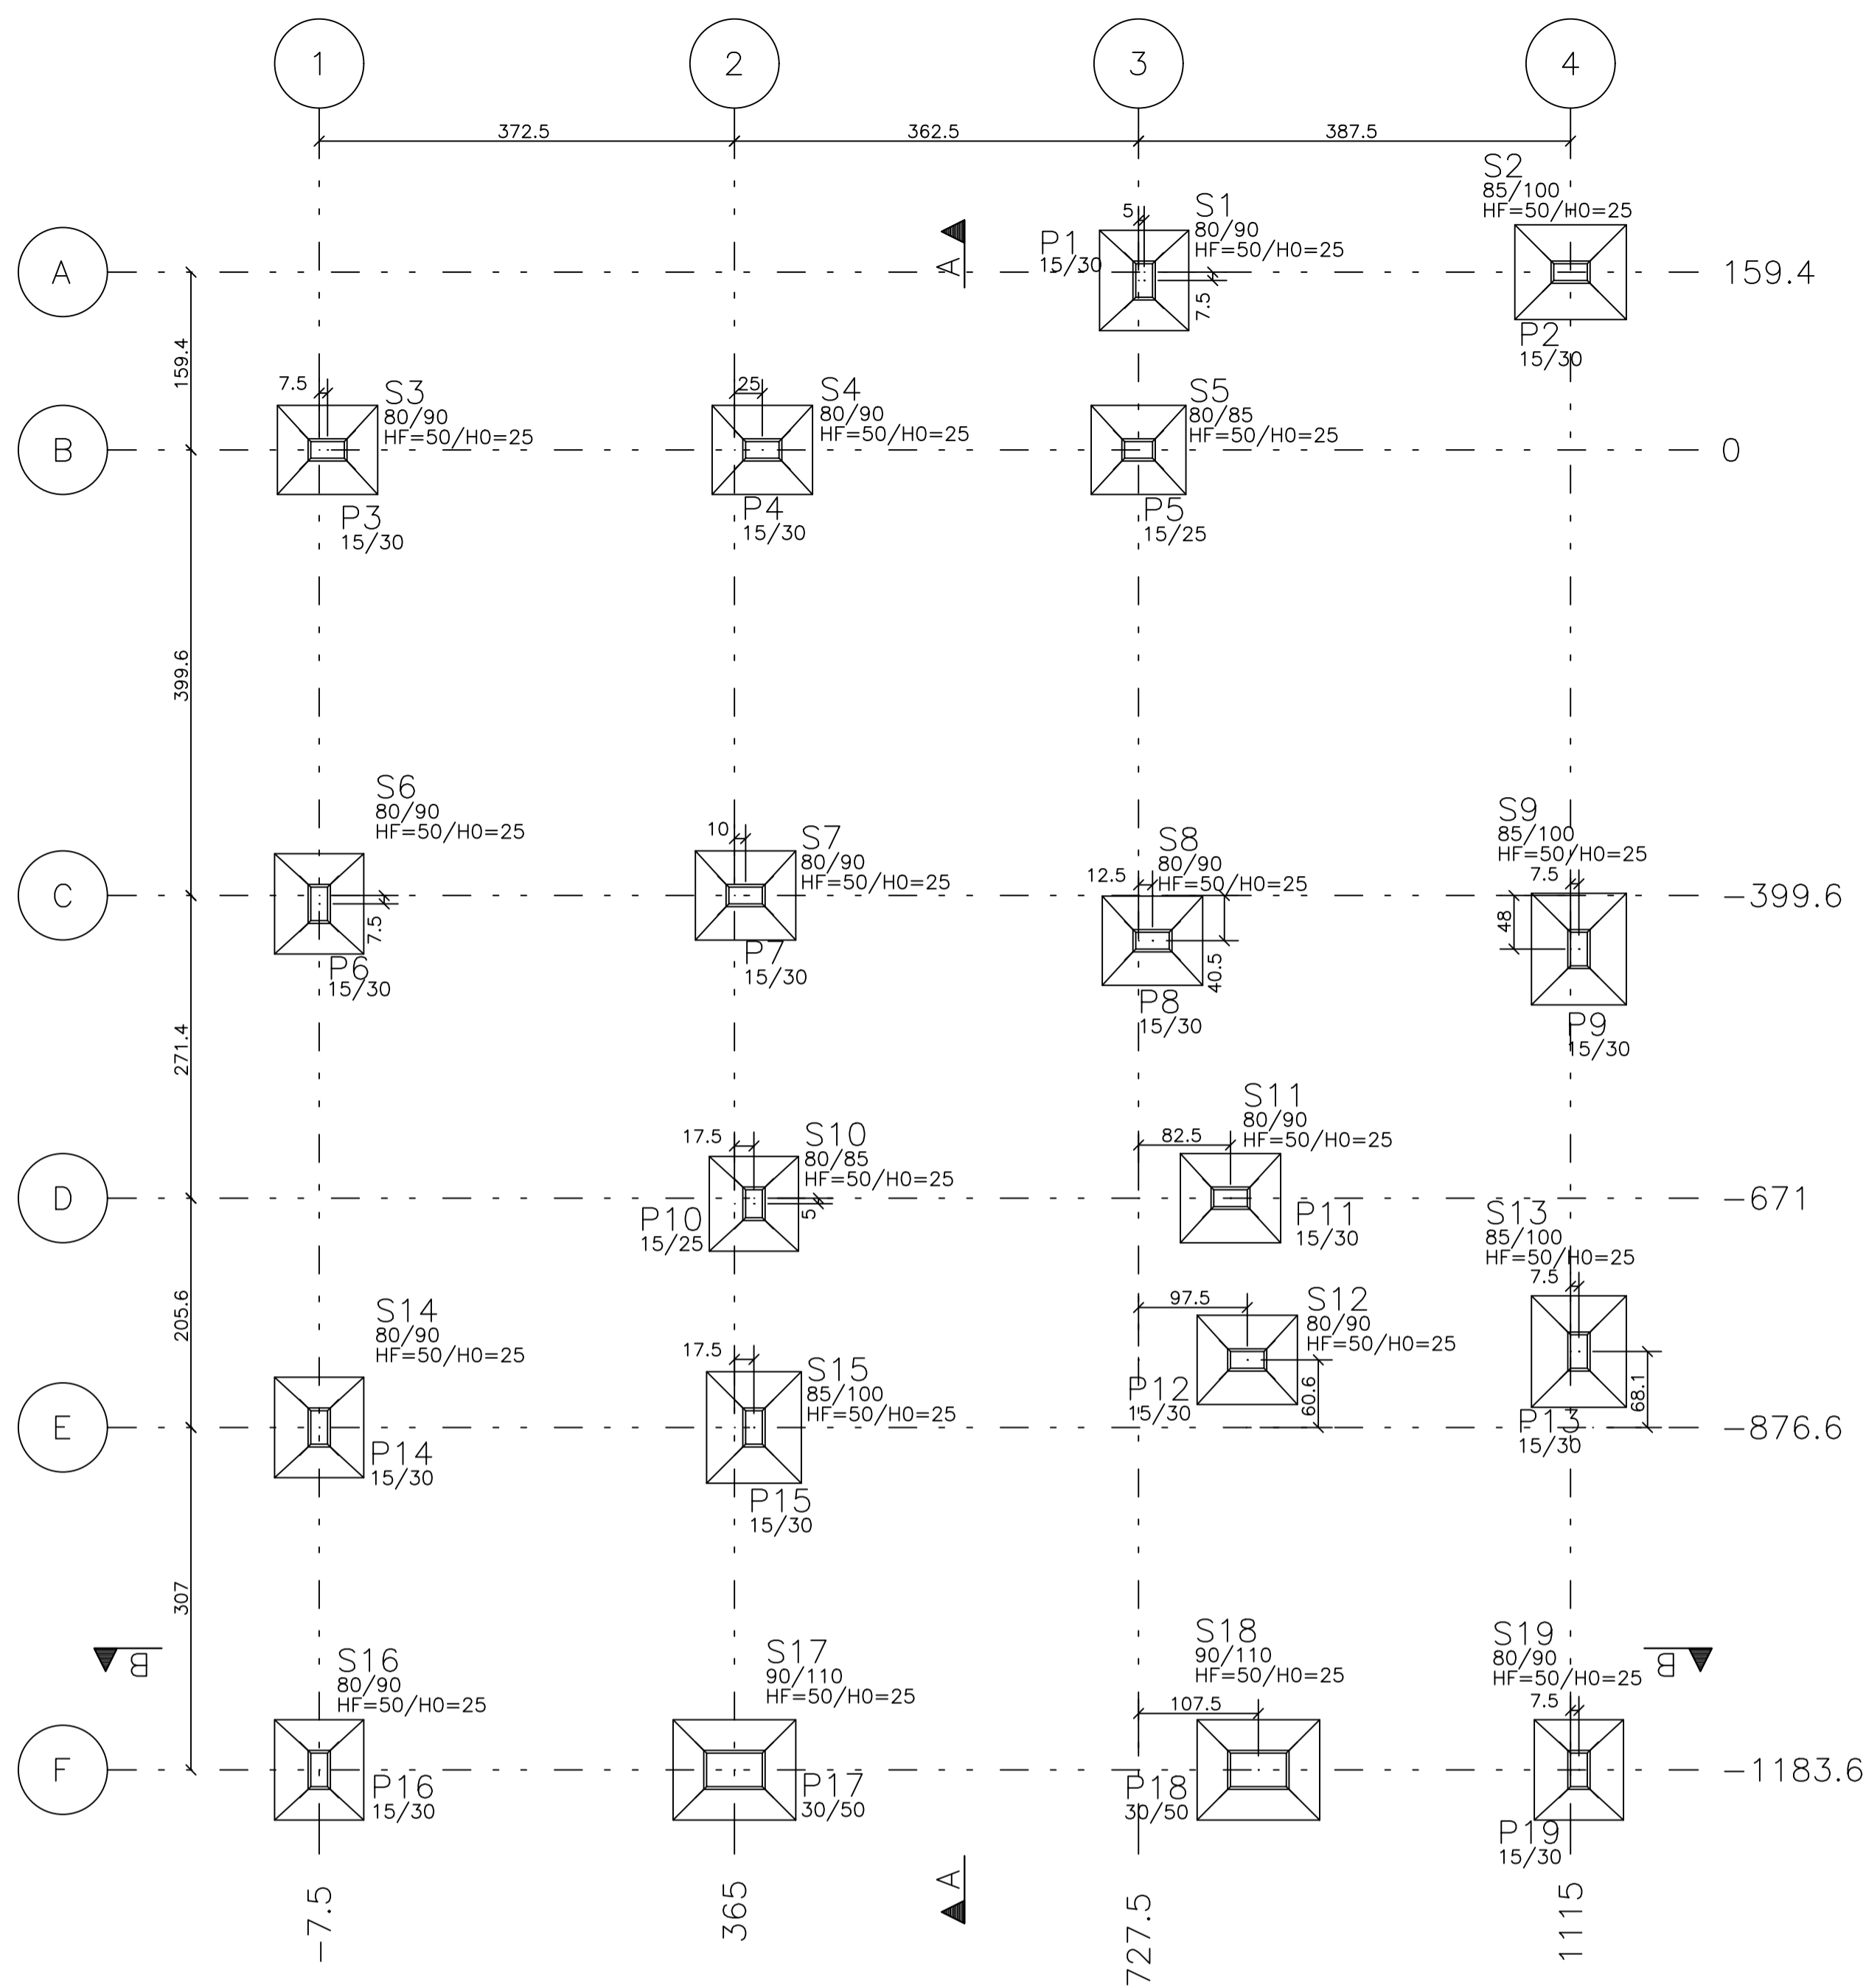 1
2
3
4
372.5
362.5
387.5
S2
85/100
HF=50/H0=25
P2
15/30
5
S1
80/90
HF=50/H0=25
P1
15/30
7.5
A
A
159.4
159.4
7.5
S3
80/90
HF=50/H0=25
P3
15/30
25
S4
80/90
HF=50/H0=25
P4
15/30
S5
80/85
HF=50/H0=25
P5
15/25
B
0
399.6
S6
80/90
HF=50/H0=25
7.5
P6
15/30
10
S7
80/90
HF=50/H0=25
P7
15/30
12.5
S8
80/90
HF=50/H0=25
40.5
P8
15/30
S9
85/100
HF=50/H0=25
7.5
48
P9
15/30
C
-399.6
271.4
17.5
S10
80/85
HF=50/H0=25
5
P10
15/25
82.5
S11
80/90
HF=50/H0=25
P11
15/30
D
-671
S13
85/100
HF=50/H0=25
7.5
68.1
P13
15/30
205.6
S14
80/90
HF=50/H0=25
P14
15/30
17.5
S15
85/100
HF=50/H0=25
P15
15/30
97.5
S12
80/90
HF=50/H0=25
60.6
P12
15/30
E
-876.6
307
B
S16
80/90
HF=50/H0=25
P16
15/30
S17
90/110
HF=50/H0=25
P17
30/50
S18
90/110
HF=50/H0=25
107.5
P18
30/50
S19
80/90
HF=50/H0=25
7.5
P19
15/30
B
F
-1183.6
A
-7.5
365
727.5
1115